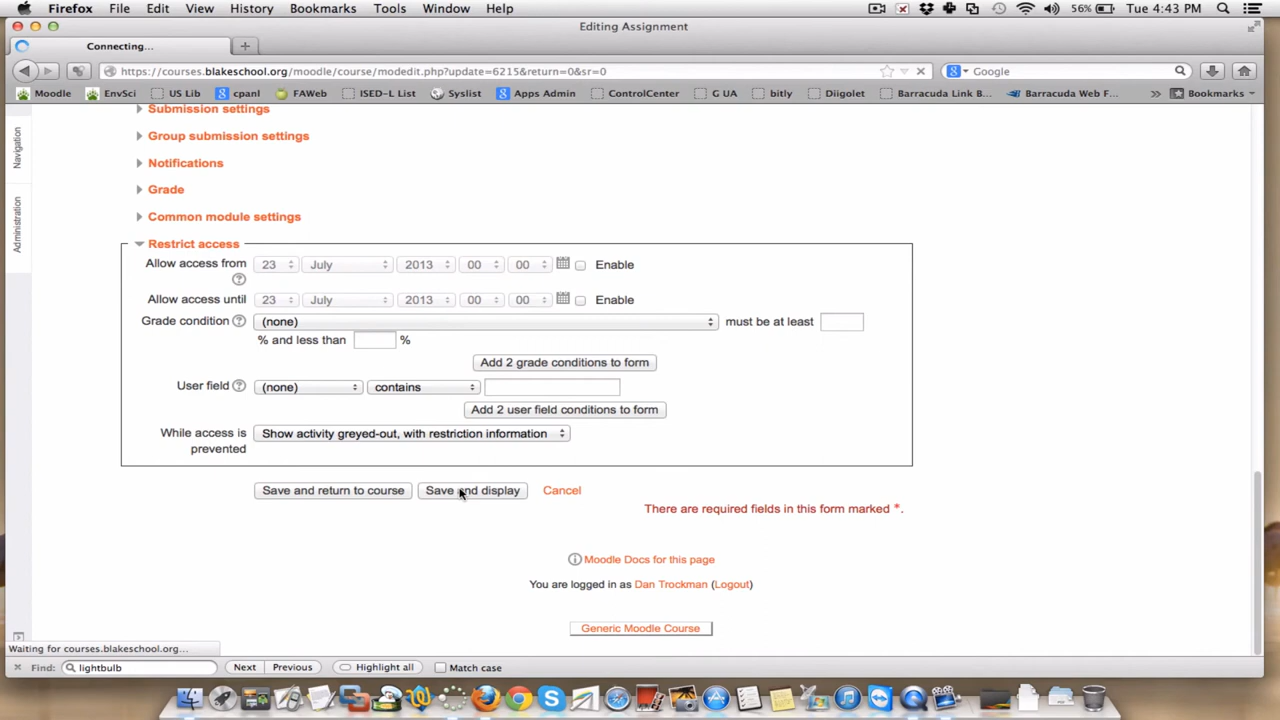 Firefox File Edit View History Bookmarks Tools Window Help 56% Tue 4:43 PM
Editing Assignment
Connecting...
https://courses.blakeschool.org/moodle/course/modedit.php?update=6215&return=0&sr=0 Google
Moodle EnvSci US Lib cpanl FAWeb ISED-L List Syslist Apps Admin ControlCenter G UA bitly Diigolet Barracuda Link B... Barracuda Web F... » Bookmarks
Navigation
Administration
Submission settings
Group submission settings
Notifications
Grade
Common module settings
Restrict access
Allow access from 23 July 2013 00 00 Enable
Allow access until 23 July 2013 00 00 Enable
Grade condition (none) must be at least
% and less than %
Add 2 grade conditions to form
User field (none) contains
Add 2 user field conditions to form
While access is prevented Show activity greyed-out, with restriction information
Save and return to course Save and display Cancel
There are required fields in this form marked *.
Moodle Docs for this page
You are logged in as Dan Trockman (Logout)
Generic Moodle Course
Waiting for courses.blakeschool.org...
Find: lightbulb Next Previous Highlight all Match case